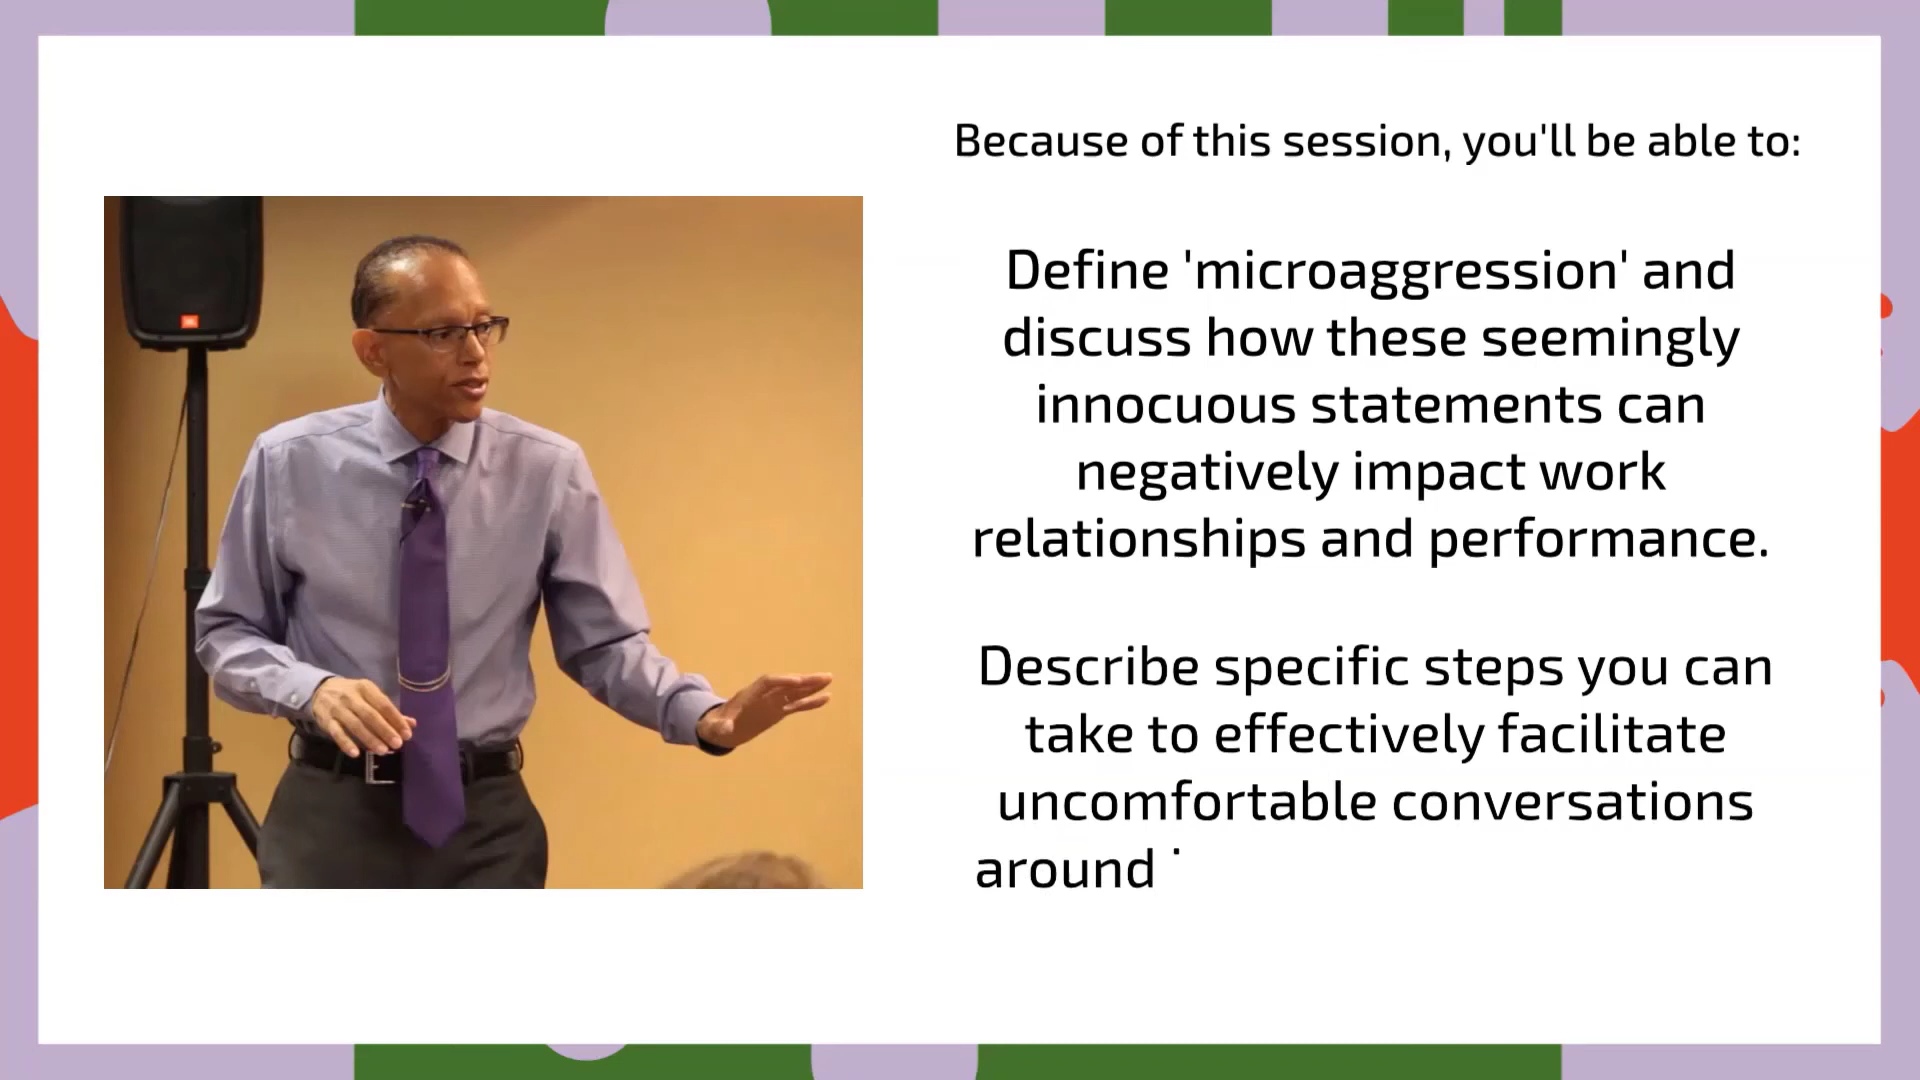 Because of this session, you'll be able to:
Define 'microaggression' and
discuss how these seemingly
innocuous statements can
negatively impact work
relationships and performance.
Describe specific steps you can
take to effectively facilitate
uncomfortable conversations
around